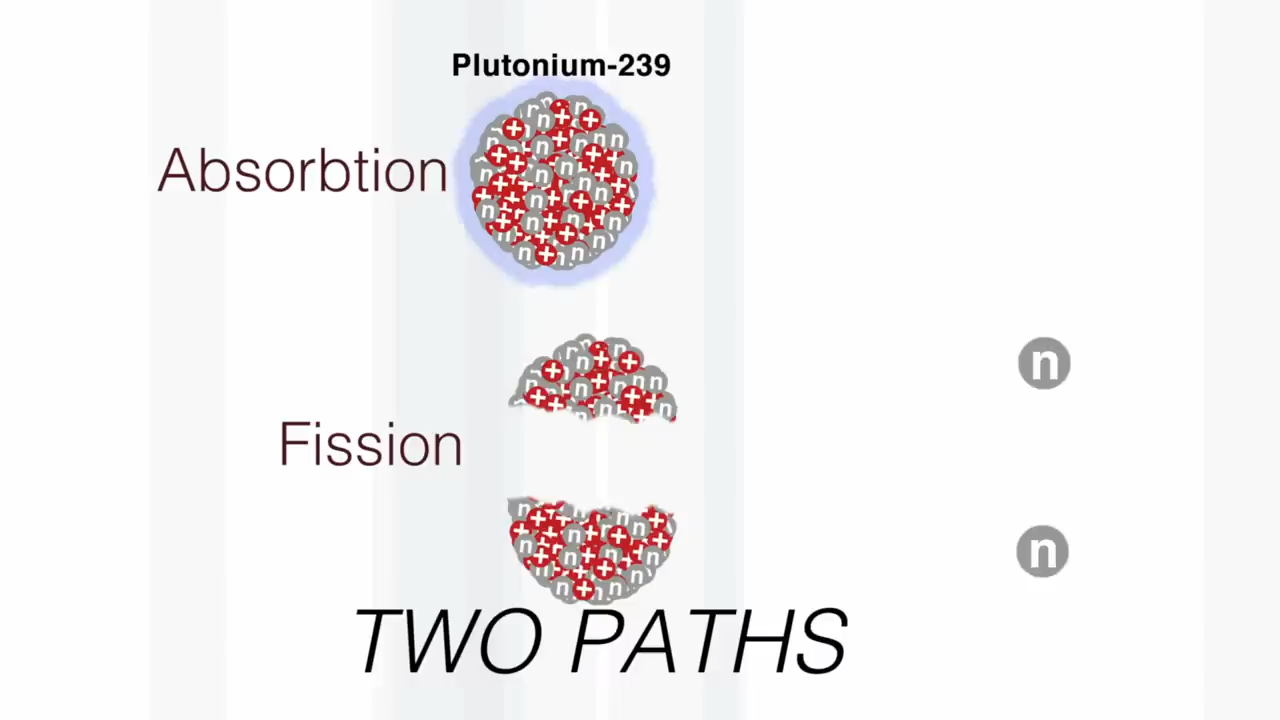 Plutonium-239
Absorbtion
n
Fission
n
TWO PATHS